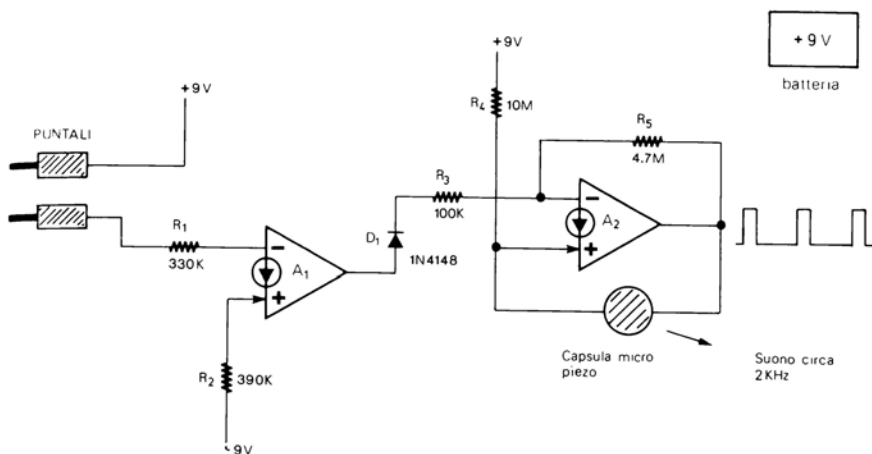 +9V
+ 9 V
batteria
+9V
R4
10M
R5
4.7M
PUNTALI
R3
100K
R1
330K
−
A1
+
D1
1N4148
−
A2
+
R2
390K
-9V
Capsula micro
piezo
Suono circa
2KHz